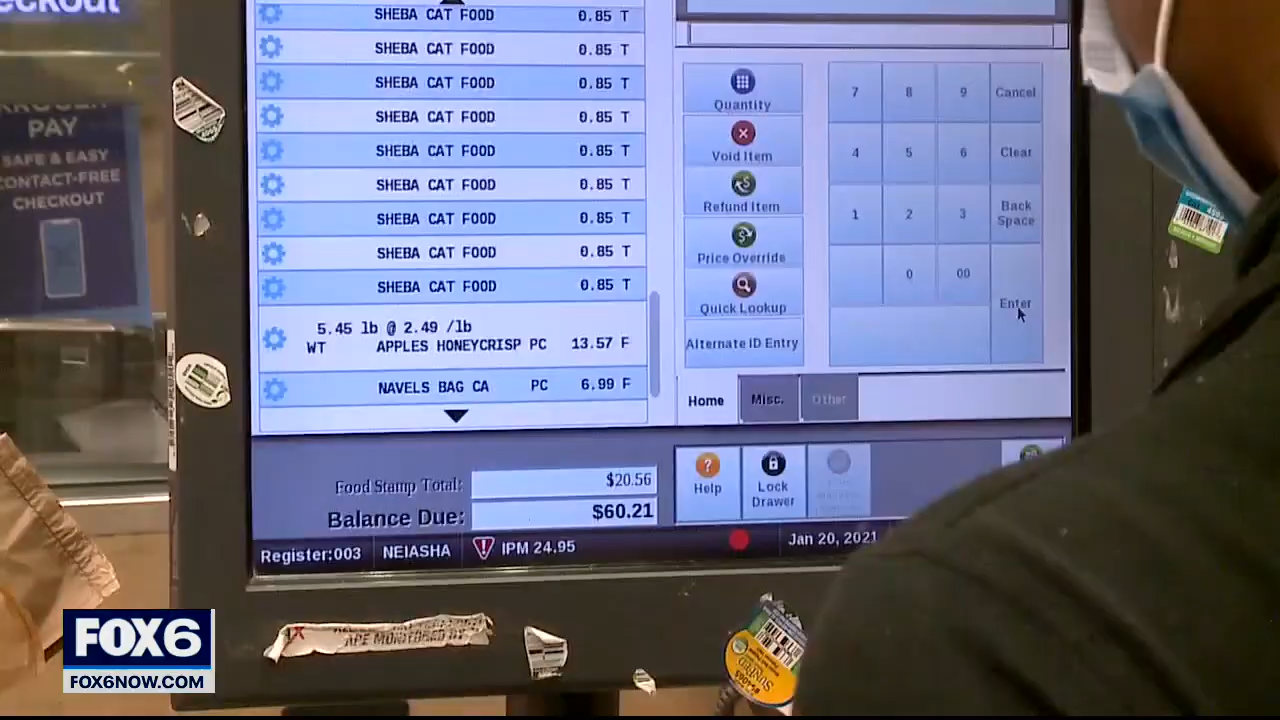 eckout
KROGER
PAY
SAFE & EASY
CONTACT-FREE
CHECKOUT
SHEBA CAT FOOD 0.85 T
SHEBA CAT FOOD 0.85 T
SHEBA CAT FOOD 0.85 T
SHEBA CAT FOOD 0.85 T
SHEBA CAT FOOD 0.85 T
SHEBA CAT FOOD 0.85 T
SHEBA CAT FOOD 0.85 T
SHEBA CAT FOOD 0.85 T
SHEBA CAT FOOD 0.85 T
5.45 lb @ 2.49 /lb
WT APPLES HONEYCRISP PC 13.57 F
NAVELS BAG CA PC 6.99 F
Quantity
Void Item
Refund Item
Price Override
Quick Lookup
Alternate ID Entry
7 8 9 Cancel
4 5 6 Clear
1 2 3 Back
Space
0 00
Enter
Home Misc. Other
Food Stamp Total: $20.56
Balance Due: $60.21
Help
Lock
Drawer
Register:003 NEIASHA IPM 24.95 Jan 20, 2021
ARE MONITORED BY
SUNRED
FOX6
FOX6NOW.COM